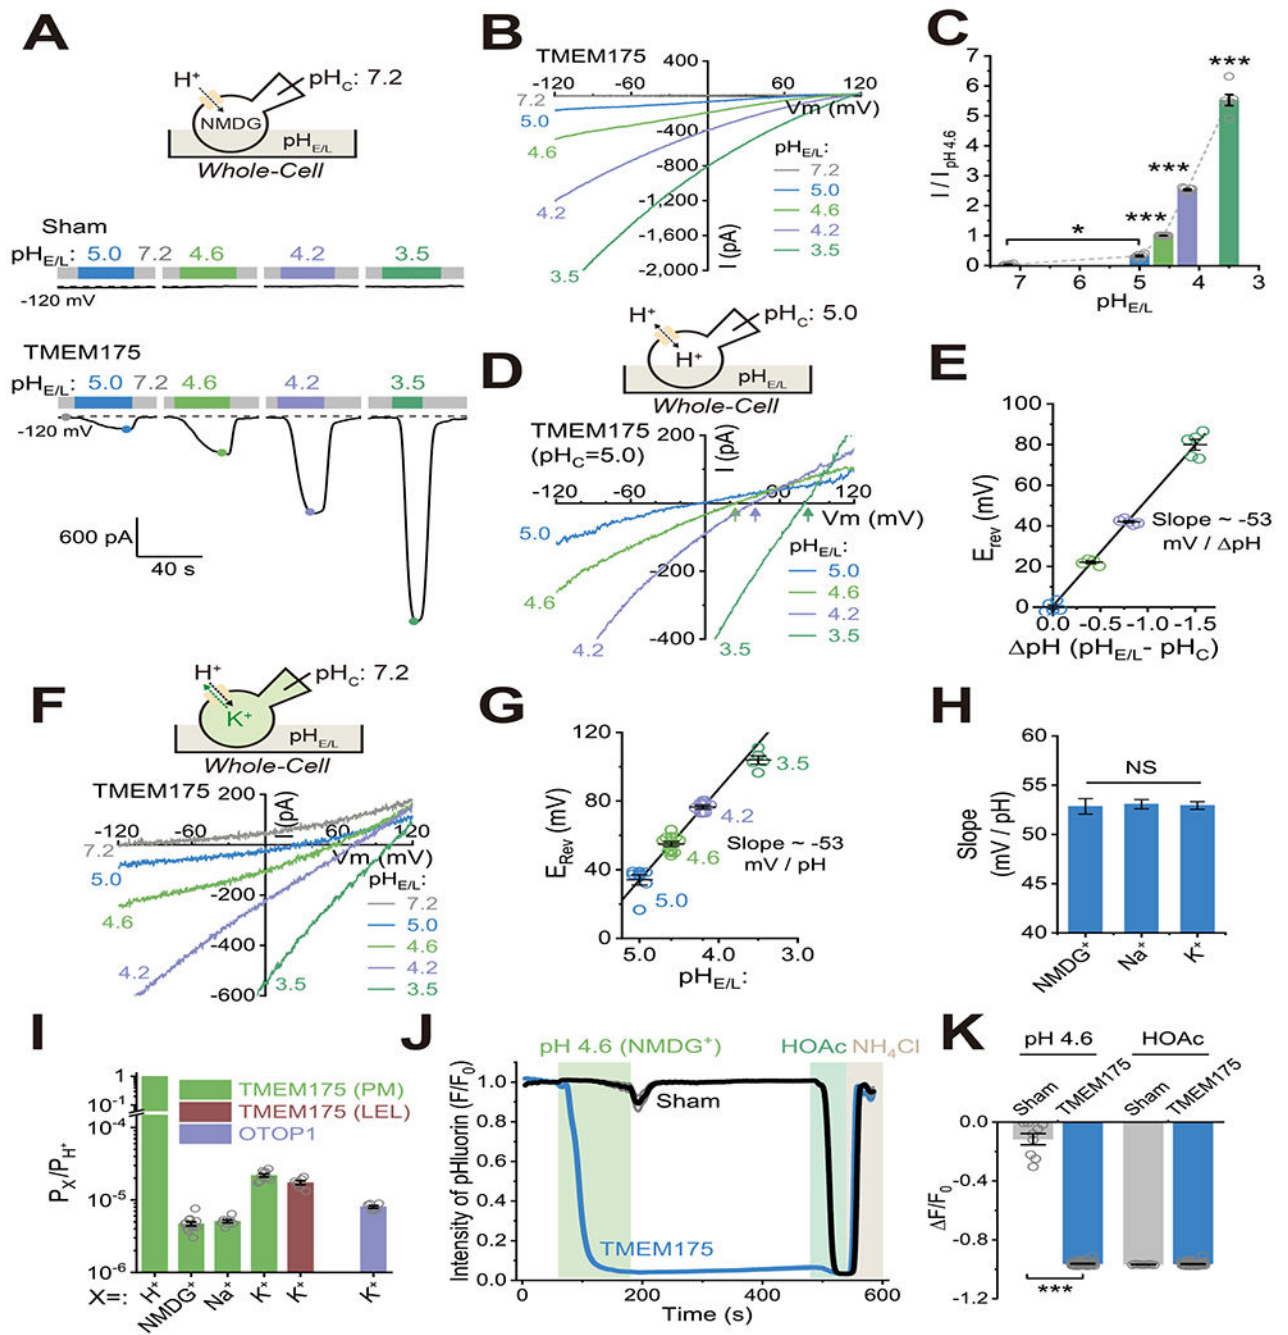 A
H+
pHC: 7.2
NMDG
pHE/L
Whole-Cell
Sham
pHE/L: 5.0 7.2 4.6 4.2 3.5
-120 mV
TMEM175
pHE/L: 5.0 7.2 4.6 4.2 3.5
-120 mV
600 pA
40 s
B
TMEM175
400
-120 -60 60 120
Vm (mV)
7.2
5.0
4.6
4.2
3.5
-400
-800
-1,200
-1,600
-2,000
I (pA)
pHE/L:
7.2
5.0
4.6
4.2
3.5
C
7
6
5
4
3
2
1
0
I / IpH 4.6
*
***
***
***
7 6 5 4 3
pHE/L
D
H+
pHC: 5.0
H+
pHE/L
Whole-Cell
TMEM175
(pHC=5.0)
200
I (pA)
-120 -60 60 120
Vm (mV)
5.0
4.6
4.2
3.5
-200
-400
pHE/L:
5.0
4.6
4.2
3.5
E
100
80
60
40
20
0
Erev (mV)
Slope ~ -53
mV / ΔpH
0.0 -0.5 -1.0 -1.5
ΔpH (pHE/L- pHC)
F
H+
pHC: 7.2
K+
pHE/L
Whole-Cell
TMEM175
200
I (pA)
-120 -60 60 120
Vm (mV)
7.2
5.0
4.6
4.2
3.5
-200
-400
-600
pHE/L:
7.2
5.0
4.6
4.2
3.5
G
120
80
40
0
ERev (mV)
3.5
4.2
4.6
5.0
Slope ~ -53
mV / pH
5.0 4.0 3.0
pHE/L:
H
60
55
50
45
40
Slope
(mV / pH)
NS
NMDG+
Na+
K+
I
1
10-1
10-4
10-5
10-6
PX/PH+
TMEM175 (PM)
TMEM175 (LEL)
OTOP1
X=:
H+
NMDG+
Na+
K+
K+
K+
J
pH 4.6 (NMDG+)
HOAc
NH4Cl
Intensity of pHluorin (F/F0)
1.0
0.8
0.6
0.4
0.2
0.0
Sham
TMEM175
0 200 400 600
Time (s)
K
pH 4.6
HOAc
Sham
TMEM175
Sham
TMEM175
0.0
-0.4
-0.8
-1.2
ΔF/F0
***